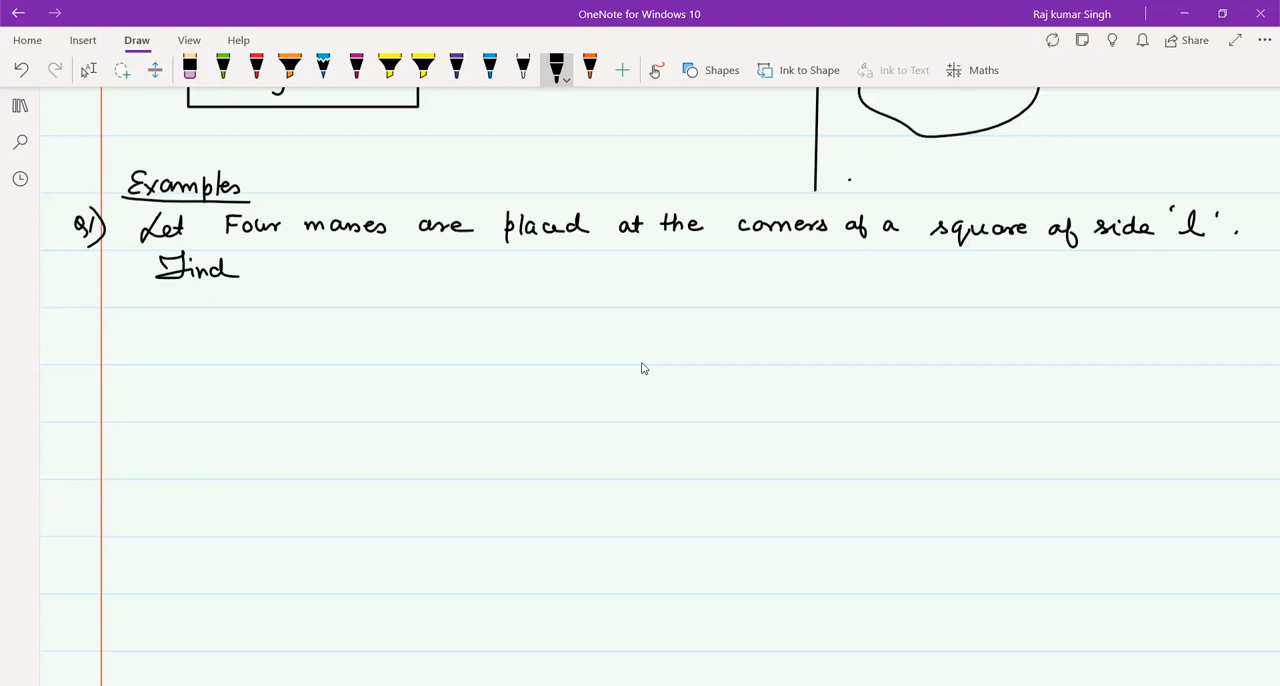 OneNote for Windows 10
Raj kumar Singh
Home Insert Draw View Help
Share
Shapes Ink to Shape Ink to Text Maths
Examples
Q1) Let Four masses are placed at the corners of a square of side 'l'.
Find